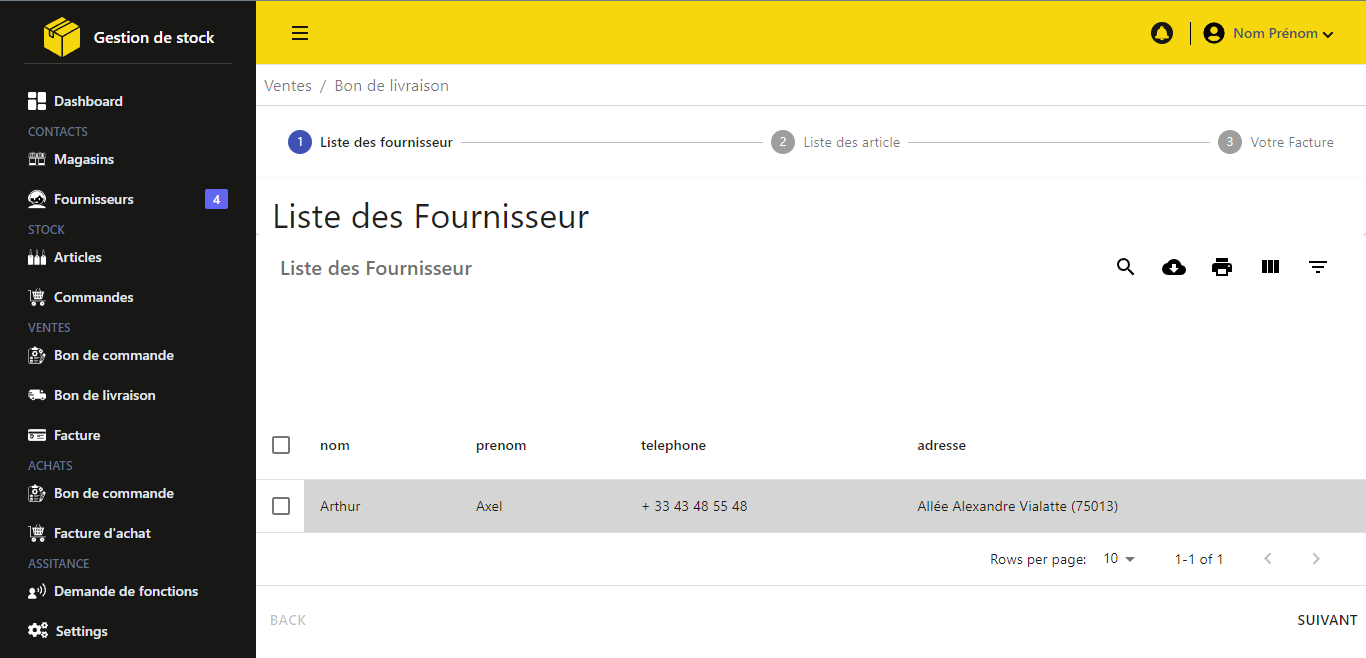 Gestion de stock
Nom Prénom
Dashboard
CONTACTS
Magasins
Fournisseurs 4
STOCK
Articles
Commandes
VENTES
Bon de commande
Bon de livraison
Facture
ACHATS
Bon de commande
Facture d'achat
ASSITANCE
Demande de fonctions
Settings
Ventes / Bon de livraison
1 Liste des fournisseur 2 Liste des article 3 Votre Facture
Liste des Fournisseur
Liste des Fournisseur
nom prenom telephone adresse
Arthur Axel + 33 43 48 55 48 Allée Alexandre Vialatte (75013)
Rows per page: 10 1-1 of 1
BACK SUIVANT